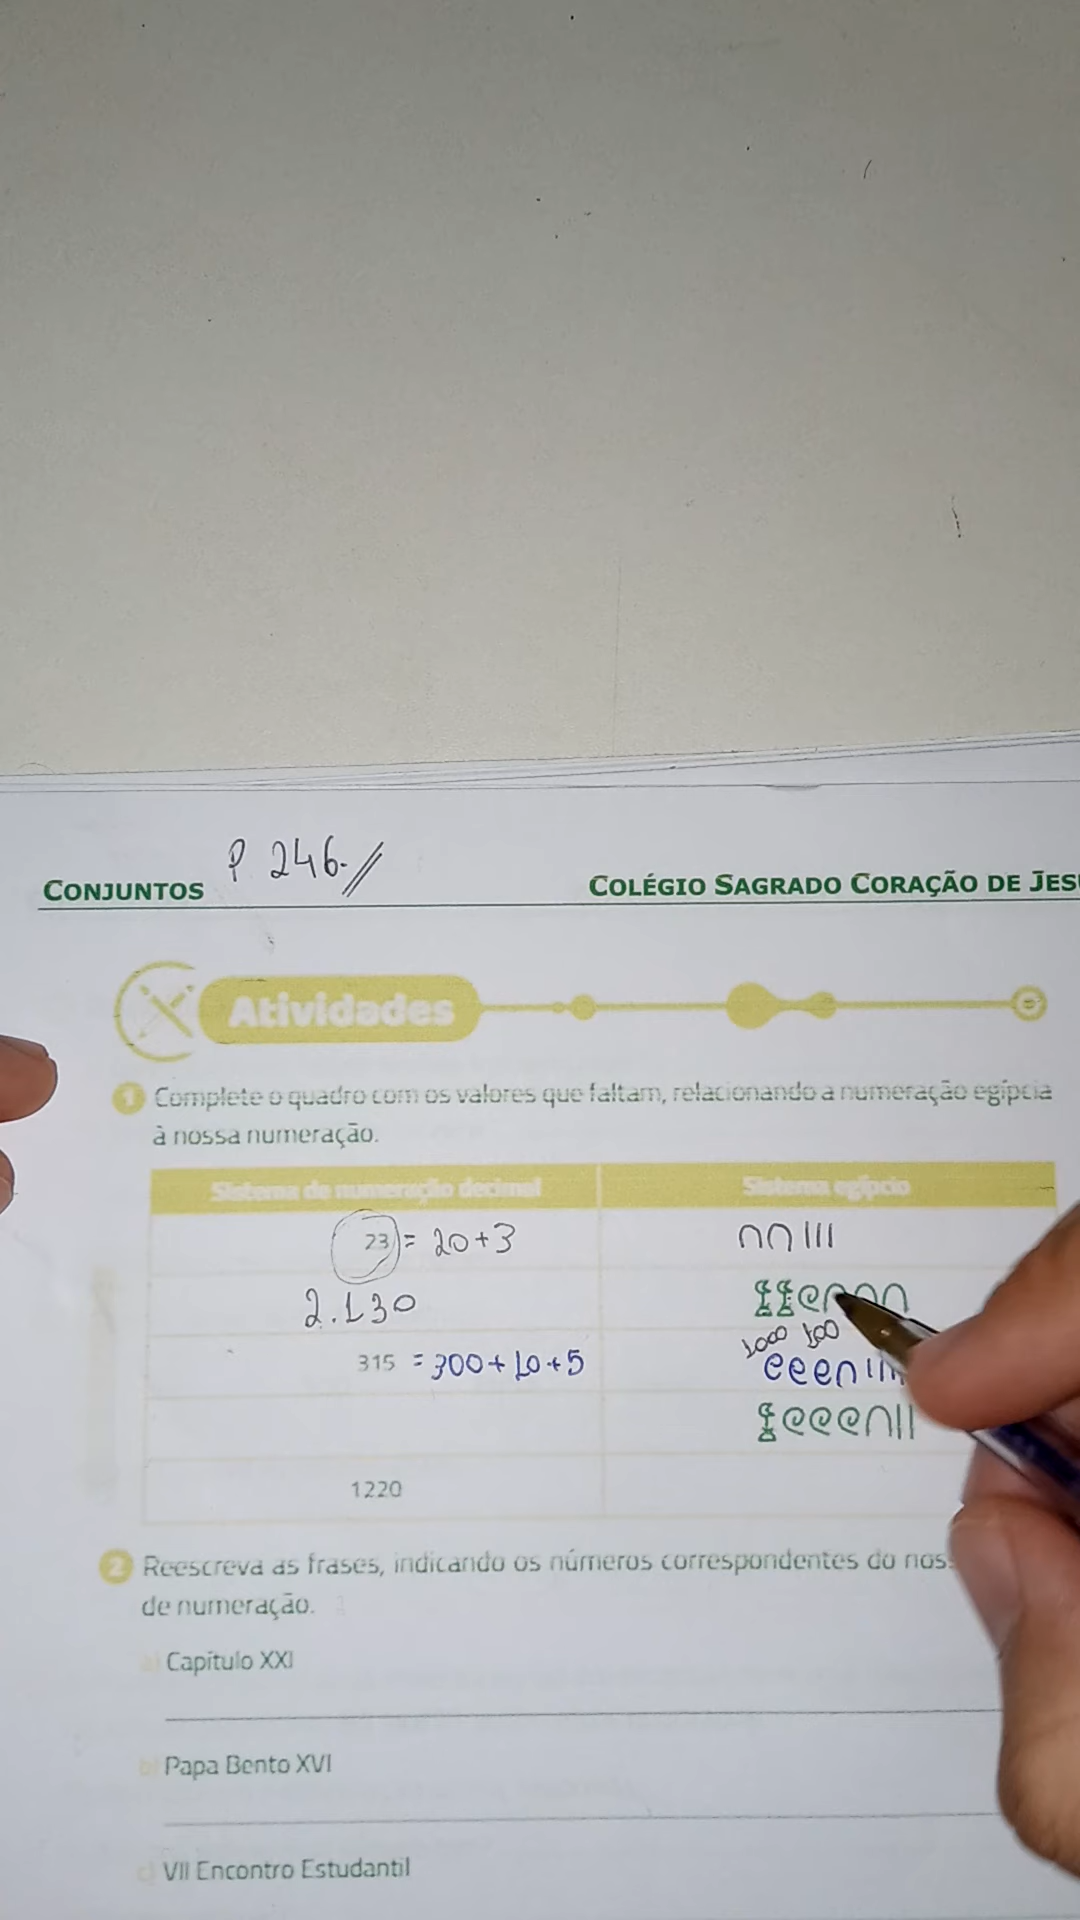 P 246.//
CONJUNTOS
COLÉGIO SAGRADO CORAÇÃO DE JES
Atividades
1 Complete o quadro com os valores que faltam, relacionando a numeração egípcia
à nossa numeração.
Sistema de numeração decimal Sistema egípcio
23 = 20+3 ∩∩III
2.130
1000 100
315 = 300+10+5
1220
2 Reescreva as frases, indicando os números correspondentes do nos
de numeração.
a) Capítulo XXI
b) Papa Bento XVI
c) VII Encontro Estudantil